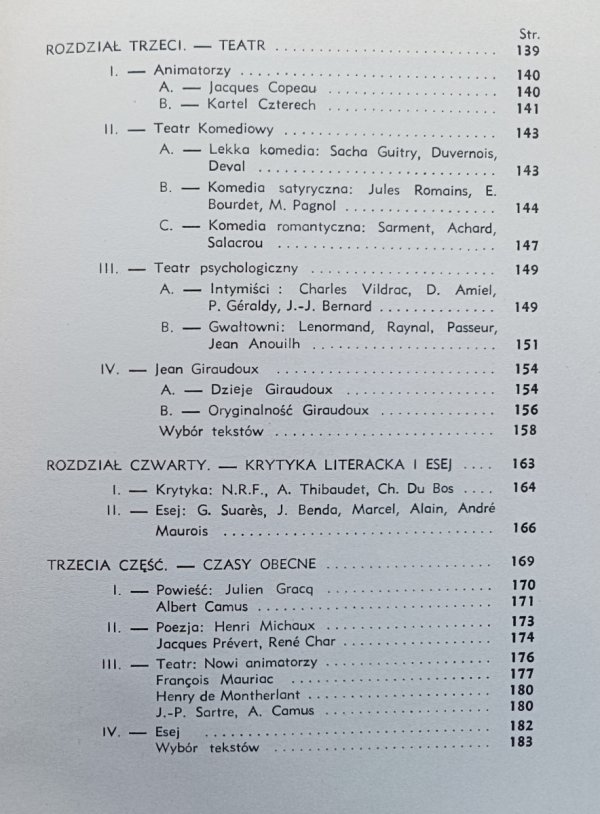 Str.
ROZDZIAŁ TRZECI. — TEATR . . . . . . . . . . . . . . . . . . . . . . . . . . 139
I. — Animatorzy . . . . . . . . . . . . . . . . . . . . . . . . . . . . . . 140
A. — Jacques Copeau . . . . . . . . . . . . . . . . . . . . 140
B. — Kartel Czterech . . . . . . . . . . . . . . . . . . . . . 141
II. — Teatr Komediowy . . . . . . . . . . . . . . . . . . . . . . . . . 143
A. — Lekka komedia: Sacha Guitry, Duvernois,
Deval . . . . . . . . . . . . . . . . . . . . . . . . . . . . 143
B. — Komedia satyryczna: Jules Romains, E.
Bourdet, M. Pagnol . . . . . . . . . . . . . . . . . . 144
C. — Komedia romantyczna: Sarment, Achard,
Salacrou . . . . . . . . . . . . . . . . . . . . . . . . . . 147
III. — Teatr psychologiczny . . . . . . . . . . . . . . . . . . . . . . 149
A. — Intymiści : Charles Vildrac, D. Amiel,
P. Géraldy, J.-J. Bernard . . . . . . . . . . . . . . 149
B. — Gwałtowni: Lenormand, Raynal, Passeur,
Jean Anouilh . . . . . . . . . . . . . . . . . . . . . . 151
IV. — Jean Giraudoux . . . . . . . . . . . . . . . . . . . . . . . . . . . 154
A. — Dzieje Giraudoux . . . . . . . . . . . . . . . . . . . 154
B. — Oryginalność Giraudoux . . . . . . . . . . . . . . . 156
Wybór tekstów . . . . . . . . . . . . . . . . . . . . . . . . . . 158
ROZDZIAŁ CZWARTY. — KRYTYKA LITERACKA I ESEJ . . . . 163
I. — Krytyka: N.R.F., A. Thibaudet, Ch. Du Bos . . . . 164
II. — Esej: G. Suarès, J. Benda, Marcel, Alain, André
Maurois . . . . . . . . . . . . . . . . . . . . . . . . . . . . . . . . 166
TRZECIA CZĘŚĆ. — CZASY OBECNE . . . . . . . . . . . . . . . . . . . . 169
I. — Powieść: Julien Gracq . . . . . . . . . . . . . . . . . . . . 170
Albert Camus . . . . . . . . . . . . . . . . . . . . . . . . . . . . 171
II. — Poezja: Henri Michaux . . . . . . . . . . . . . . . . . . . . . 173
Jacques Prévert, René Char . . . . . . . . . . . . . . . . . . 174
III. — Teatr: Nowi animatorzy . . . . . . . . . . . . . . . . . . . . . 176
François Mauriac . . . . . . . . . . . . . . . . . . . . . . . . 177
Henry de Montherlant . . . . . . . . . . . . . . . . . . . . . . 180
J.-P. Sartre, A. Camus . . . . . . . . . . . . . . . . . . . . . 180
IV. — Esej . . . . . . . . . . . . . . . . . . . . . . . . . . . . . . . . . . 182
Wybór tekstów . . . . . . . . . . . . . . . . . . . . . . . . . . 183